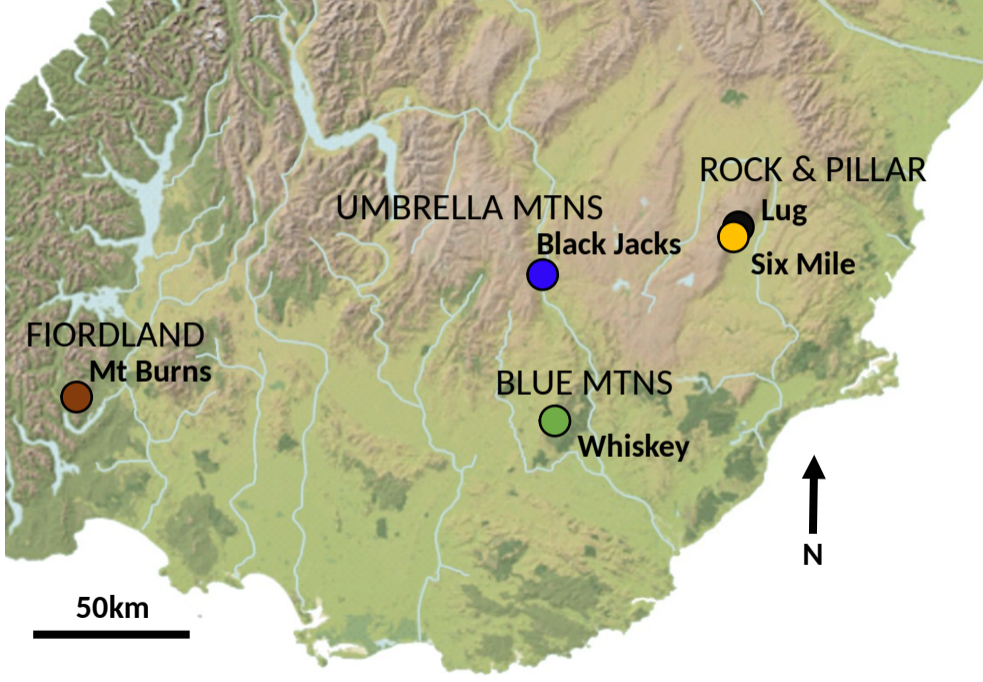 ROCK & PILLAR
Lug
Six Mile
UMBRELLA MTNS
Black Jacks
FIORDLAND
Mt Burns
BLUE MTNS
Whiskey
N
50km